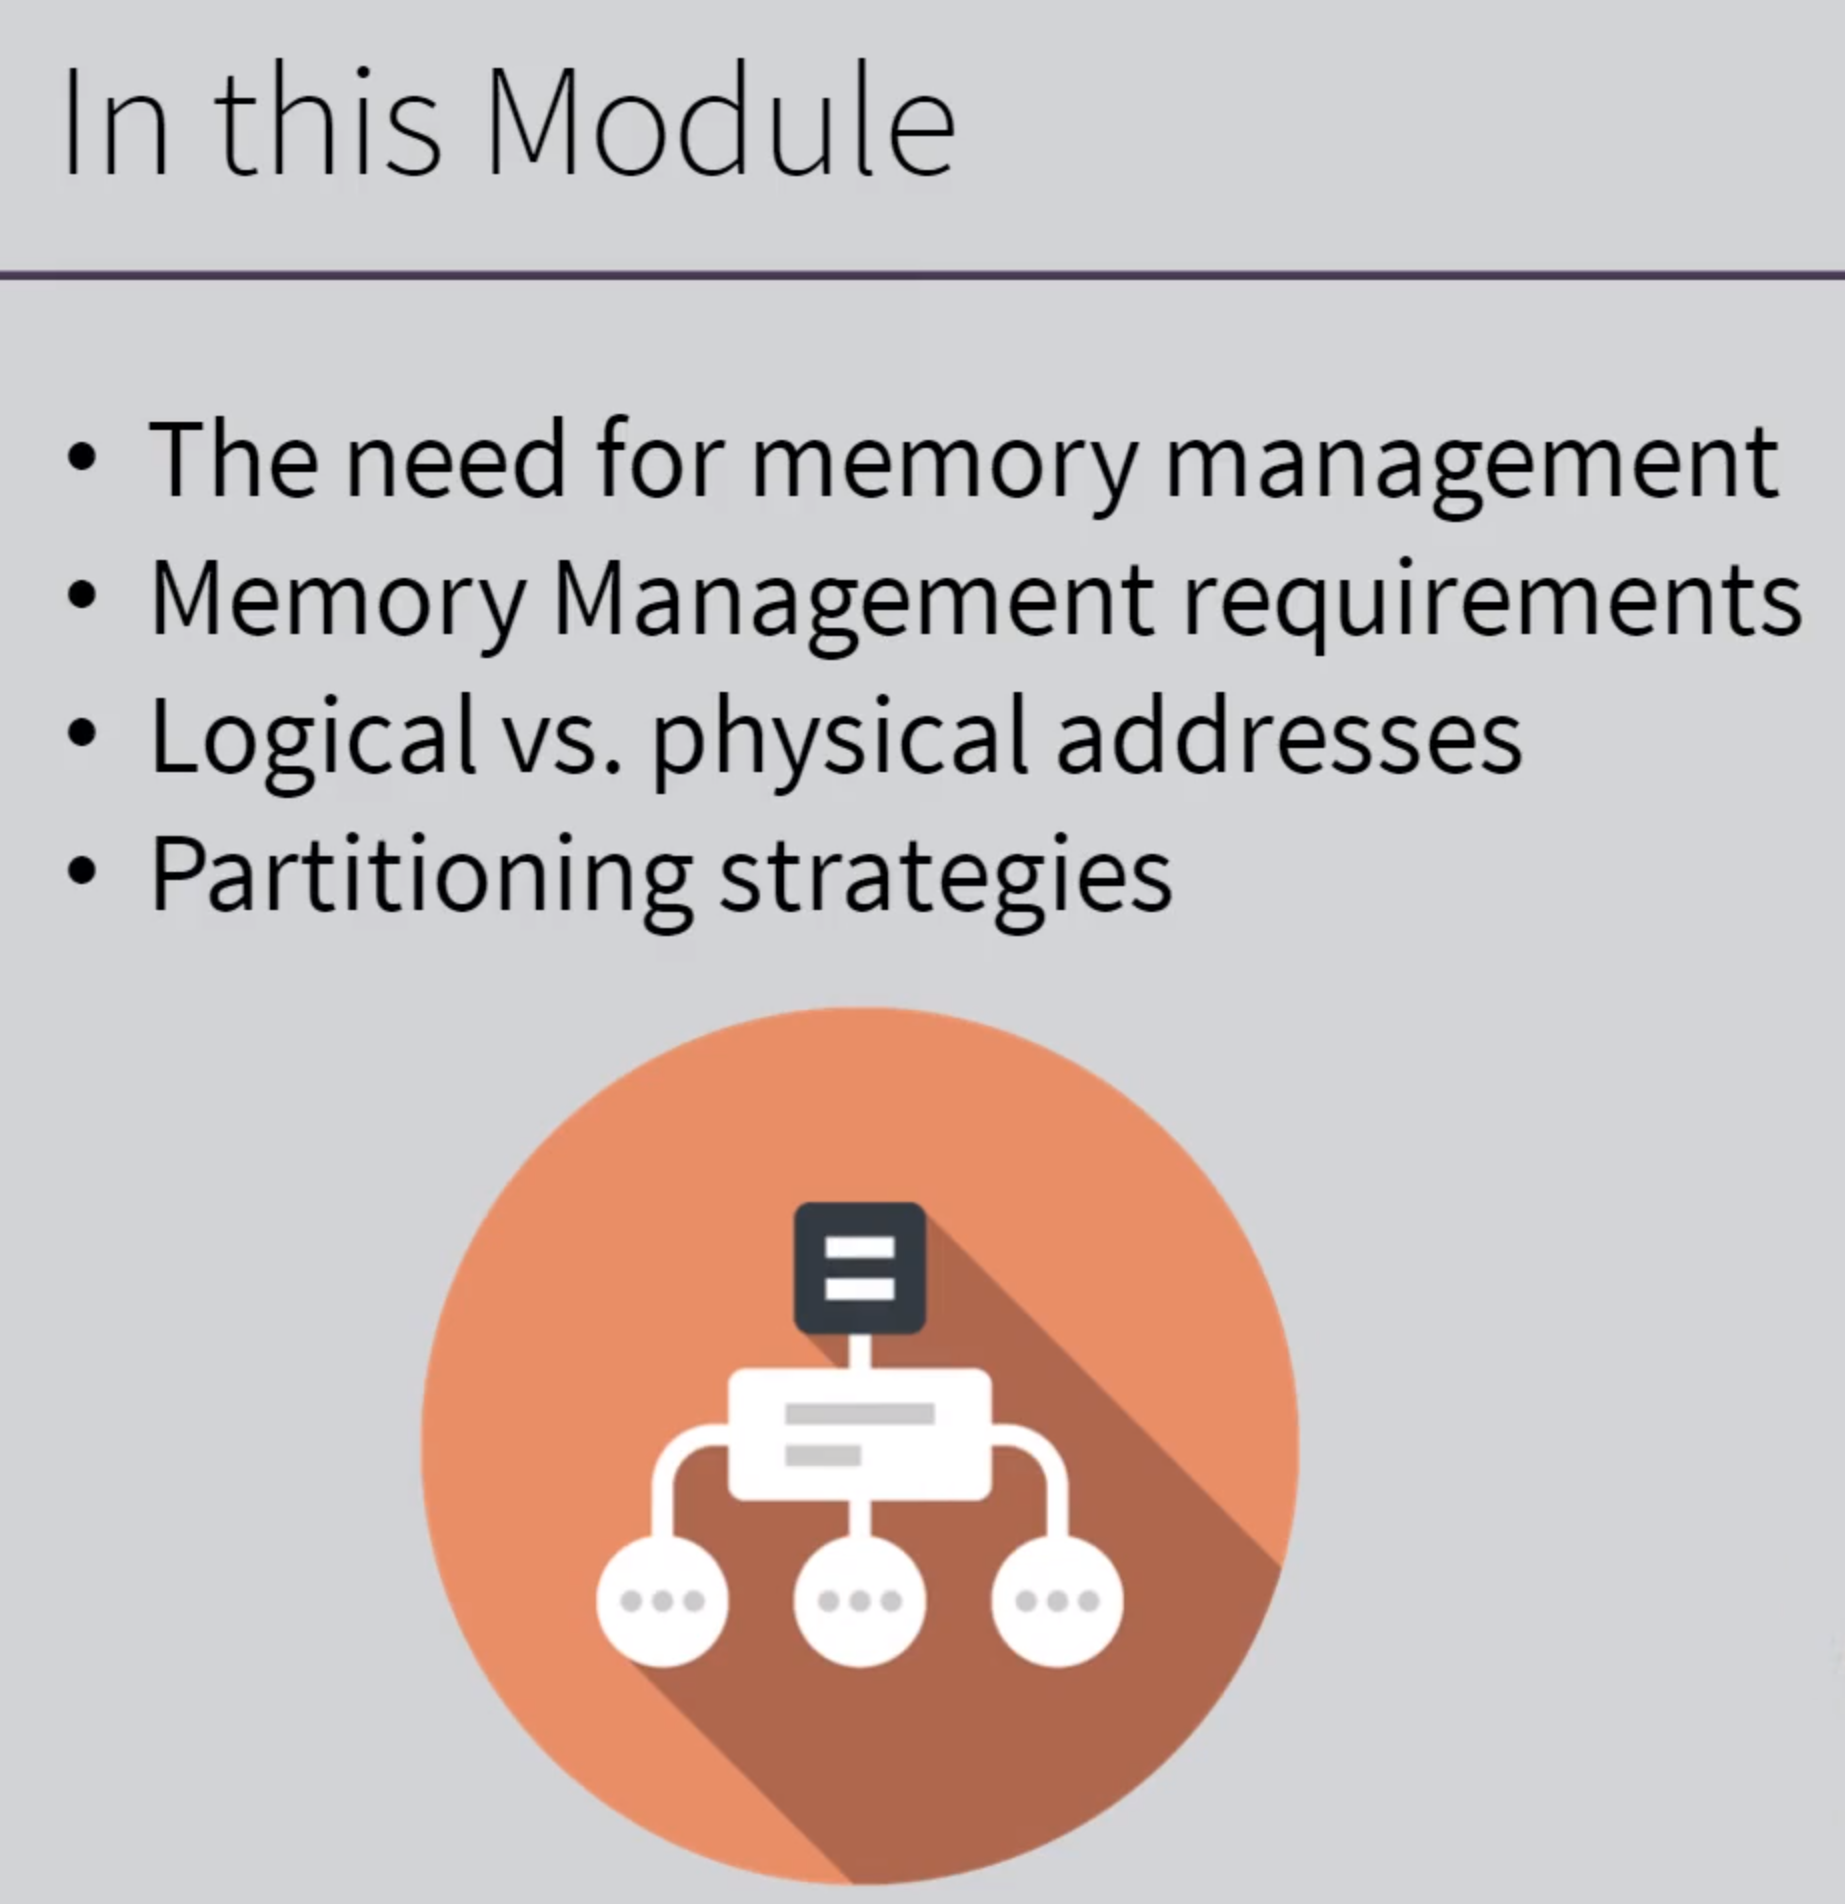 In this Module
• The need for memory management
• Memory Management requirements
• Logical vs. physical addresses
• Partitioning strategies